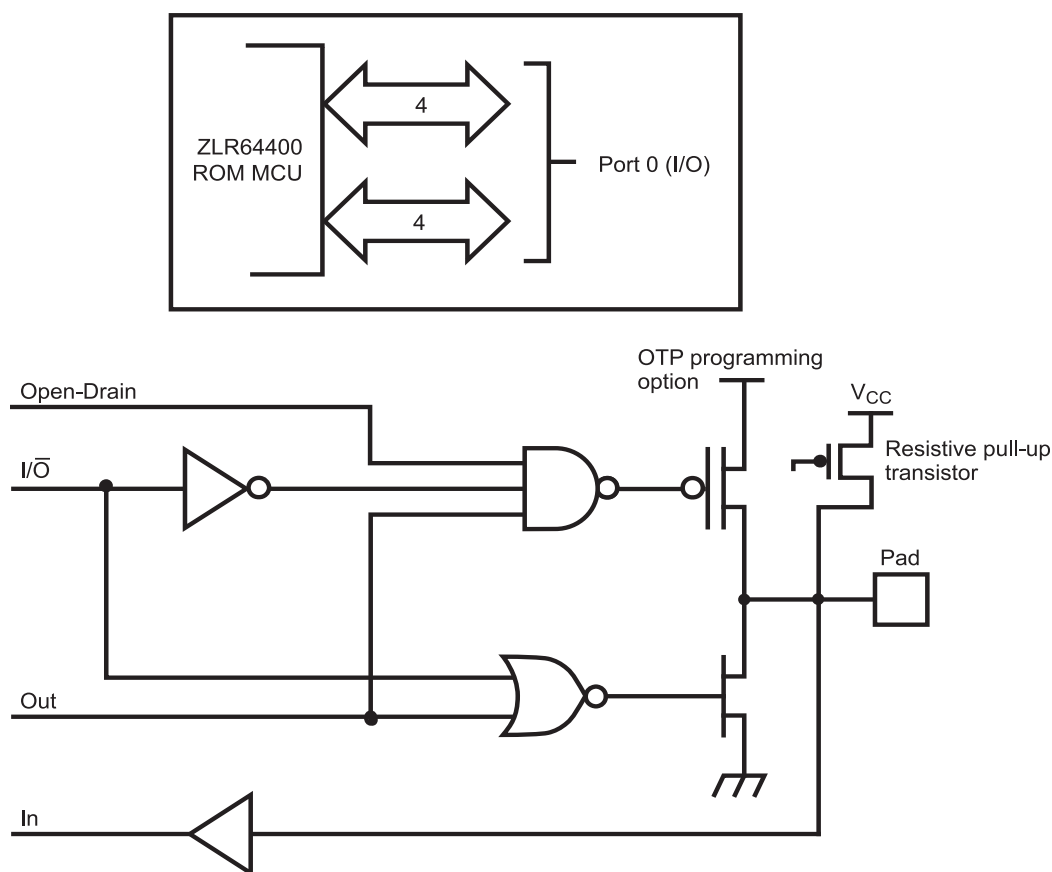 ZLR64400
ROM MCU
4
4
Port 0 (I/O)
OTP programming
option
Open-Drain
VCC
I/O̅
Resistive pull-up
transistor
Pad
Out
In